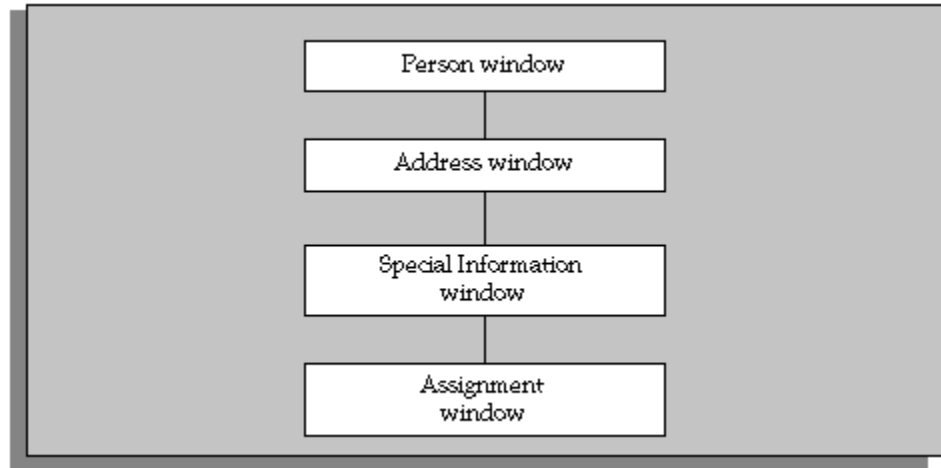 Person window
Address window
Special Information
window
Assignment
window